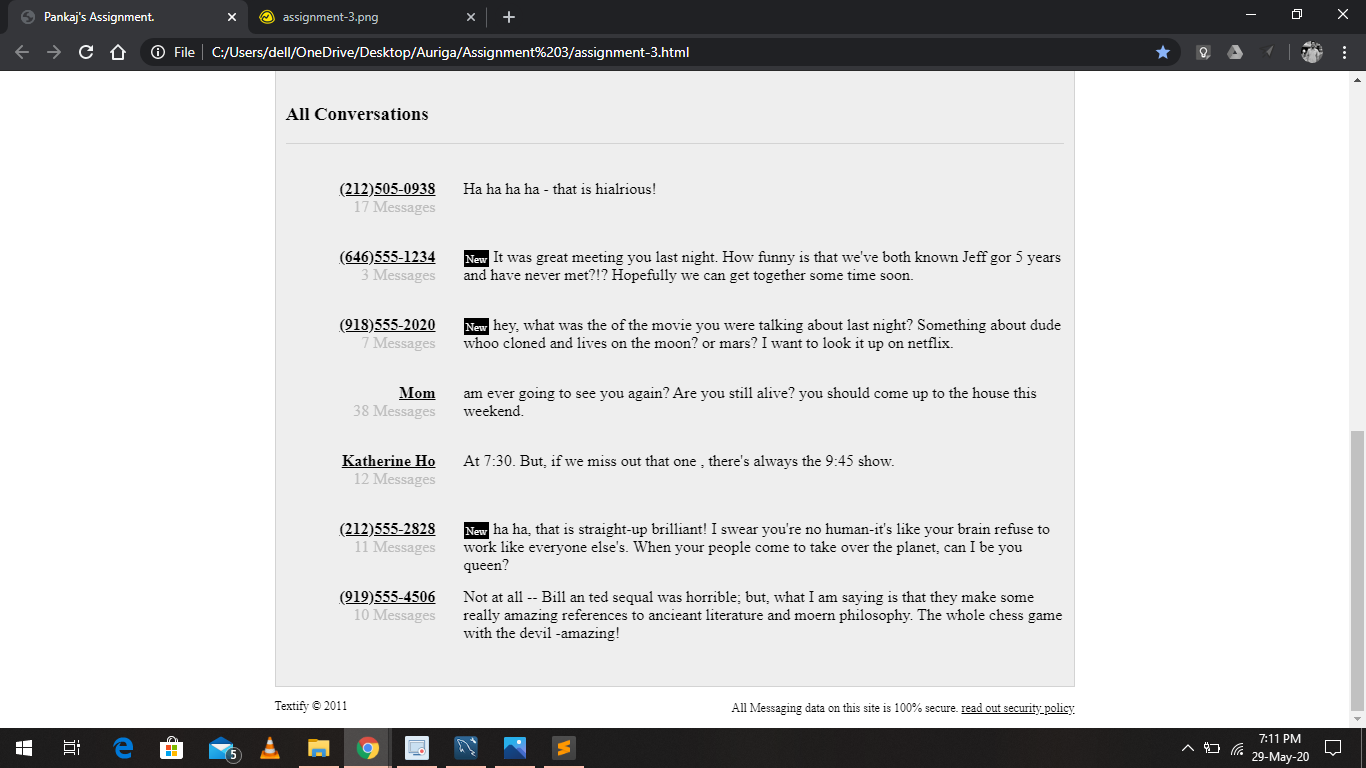 Pankaj's Assignment.
assignment-3.png
File
C:/Users/dell/OneDrive/Desktop/Auriga/Assignment%203/assignment-3.html
All Conversations
(212)505-0938
Ha ha ha ha - that is hialrious!
17 Messages
(646)555-1234
New It was great meeting you last night. How funny is that we've both known Jeff gor 5 years
3 Messages
and have never met?!? Hopefully we can get together some time soon.
(918)555-2020
New hey, what was the of the movie you were talking about last night? Something about dude
7 Messages
whoo cloned and lives on the moon? or mars? I want to look it up on netflix.
Mom
am ever going to see you again? Are you still alive? you should come up to the house this
38 Messages
weekend.
Katherine Ho
At 7:30. But, if we miss out that one , there's always the 9:45 show.
12 Messages
(212)555-2828
New ha ha, that is straight-up brilliant! I swear you're no human-it's like your brain refuse to
11 Messages
work like everyone else's. When your people come to take over the planet, can I be you
queen?
(919)555-4506
Not at all -- Bill an ted sequal was horrible; but, what I am saying is that they make some
10 Messages
really amazing references to ancieant literature and moern philosophy. The whole chess game
with the devil -amazing!
Textify © 2011
All Messaging data on this site is 100% secure. read out security policy
5
7:11 PM
29-May-20